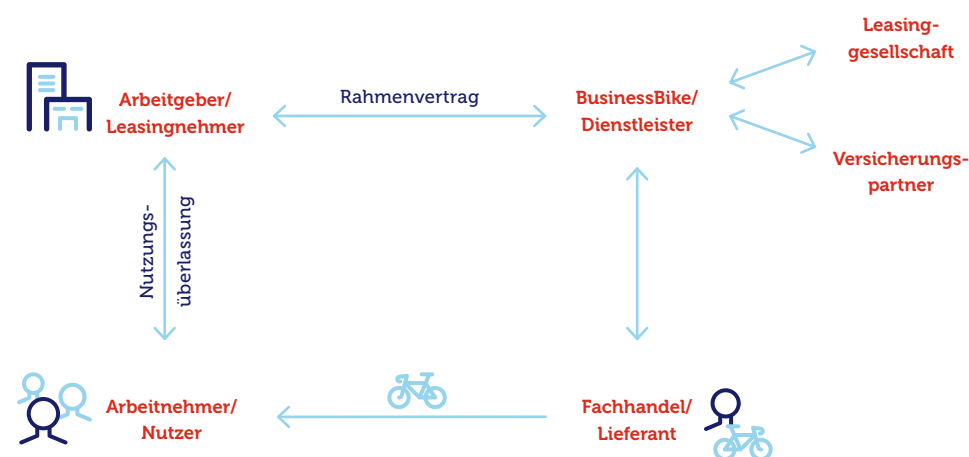 Leasing-
gesellschaft
Arbeitgeber/
Leasingnehmer
Rahmenvertrag
BusinessBike/
Dienstleister
Versicherungs-
partner
Nutzungs-
überlassung
Arbeitnehmer/
Nutzer
Fachhandel/
Lieferant